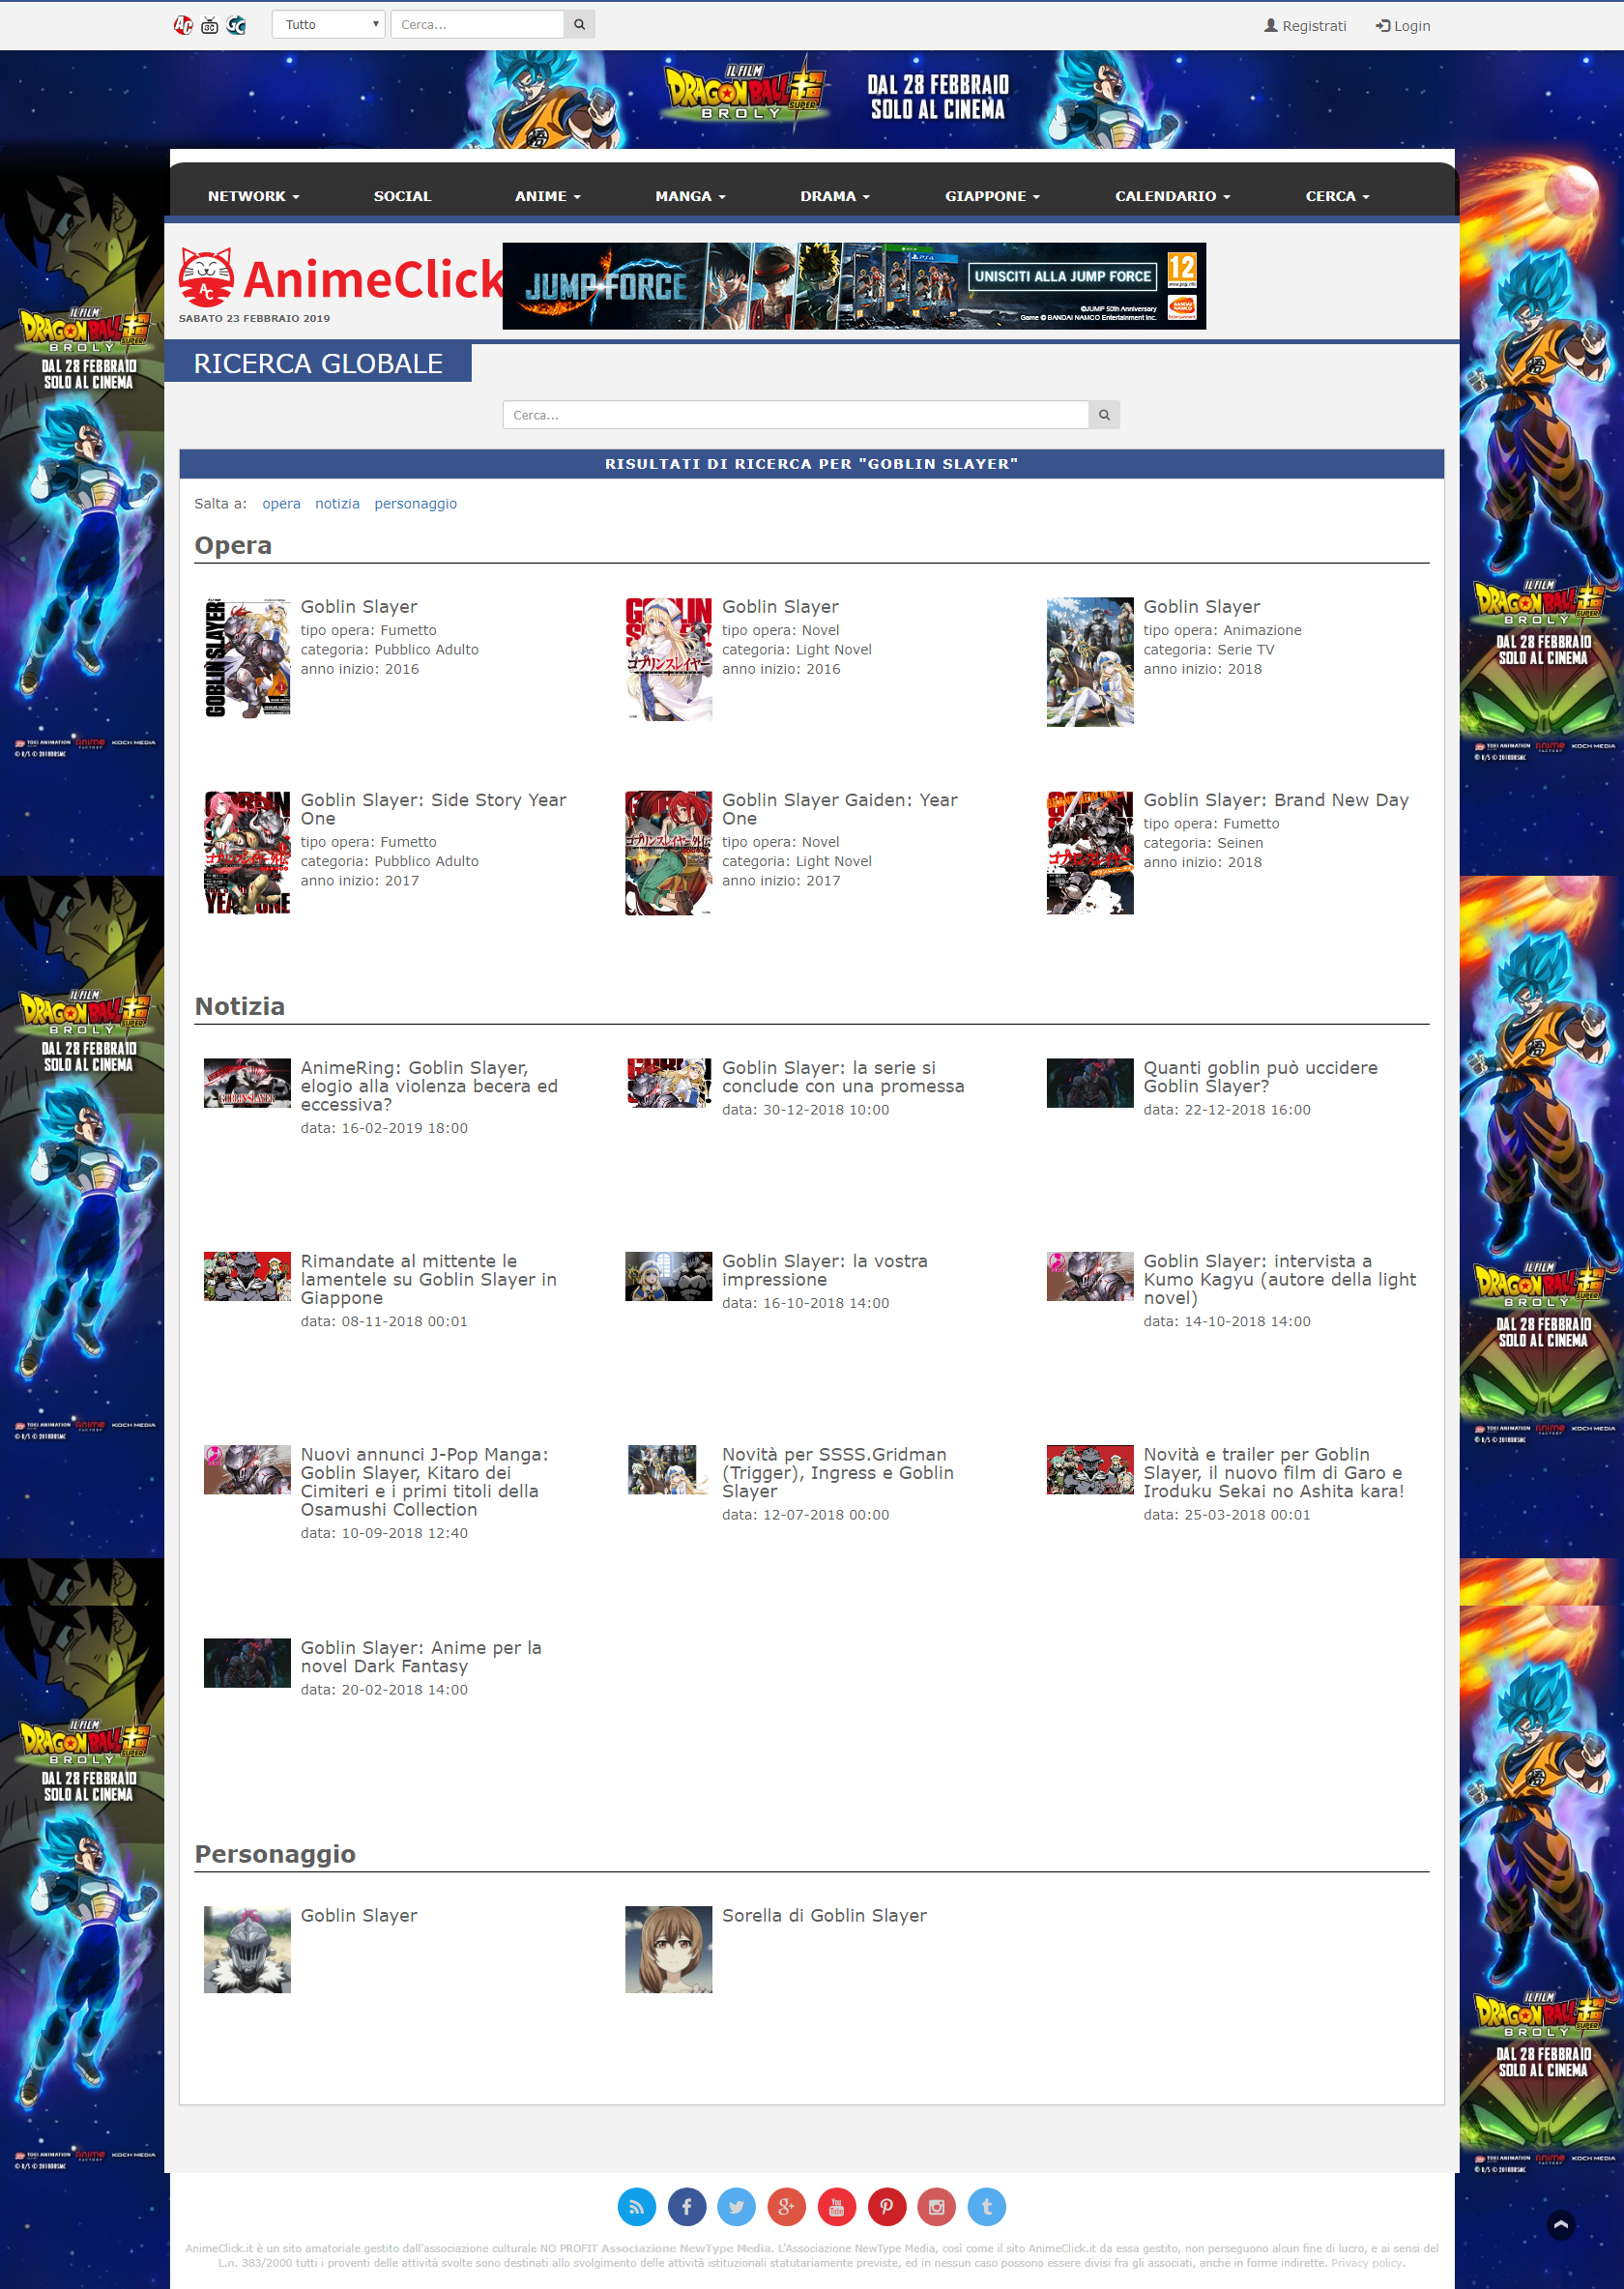 Tutto
Cerca...
Registrati
Login
IL FILM
DRAGONBALL SUPER
BROLY
DAL 28 FEBBRAIO
SOLO AL CINEMA
NETWORK
SOCIAL
ANIME
MANGA
DRAMA
GIAPPONE
CALENDARIO
CERCA
AnimeClick
SABATO 23 FEBBRAIO 2019
JUMP FORCE
UNISCITI ALLA JUMP FORCE
12
©JUMP 50th Anniversary
Game © BANDAI NAMCO Entertainment Inc.
RICERCA GLOBALE
Cerca...
RISULTATI DI RICERCA PER "GOBLIN SLAYER"
Salta a: opera notizia personaggio
Opera
Goblin Slayer
tipo opera: Fumetto
categoria: Pubblico Adulto
anno inizio: 2016
Goblin Slayer
tipo opera: Novel
categoria: Light Novel
anno inizio: 2016
Goblin Slayer
tipo opera: Animazione
categoria: Serie TV
anno inizio: 2018
Goblin Slayer: Side Story Year
One
tipo opera: Fumetto
categoria: Pubblico Adulto
anno inizio: 2017
Goblin Slayer Gaiden: Year
One
tipo opera: Novel
categoria: Light Novel
anno inizio: 2017
Goblin Slayer: Brand New Day
tipo opera: Fumetto
categoria: Seinen
anno inizio: 2018
Notizia
AnimeRing: Goblin Slayer,
elogio alla violenza becera ed
eccessiva?
data: 16-02-2019 18:00
Goblin Slayer: la serie si
conclude con una promessa
data: 30-12-2018 10:00
Quanti goblin può uccidere
Goblin Slayer?
data: 22-12-2018 16:00
Rimandate al mittente le
lamentele su Goblin Slayer in
Giappone
data: 08-11-2018 00:01
Goblin Slayer: la vostra
impressione
data: 16-10-2018 14:00
Goblin Slayer: intervista a
Kumo Kagyu (autore della light
novel)
data: 14-10-2018 14:00
Nuovi annunci J-Pop Manga:
Goblin Slayer, Kitaro dei
Cimiteri e i primi titoli della
Osamushi Collection
data: 10-09-2018 12:40
Novità per SSSS.Gridman
(Trigger), Ingress e Goblin
Slayer
data: 12-07-2018 00:00
Novità e trailer per Goblin
Slayer, il nuovo film di Garo e
Iroduku Sekai no Ashita kara!
data: 25-03-2018 00:01
Goblin Slayer: Anime per la
novel Dark Fantasy
data: 20-02-2018 14:00
Personaggio
Goblin Slayer
Sorella di Goblin Slayer
AnimeClick.it è un sito amatoriale gestito dall'associazione culturale NO PROFIT Associazione NewType Media. L'Associazione NewType Media, così come il sito AnimeClick.it da essa gestito, non perseguono alcun fine di lucro, e ai sensi del
L.n. 383/2000 tutti i proventi delle attività svolte sono destinati allo svolgimento delle attività istituzionali statutariamente previste, ed in nessun caso possono essere divisi fra gli associati, anche in forme indirette. Privacy policy.